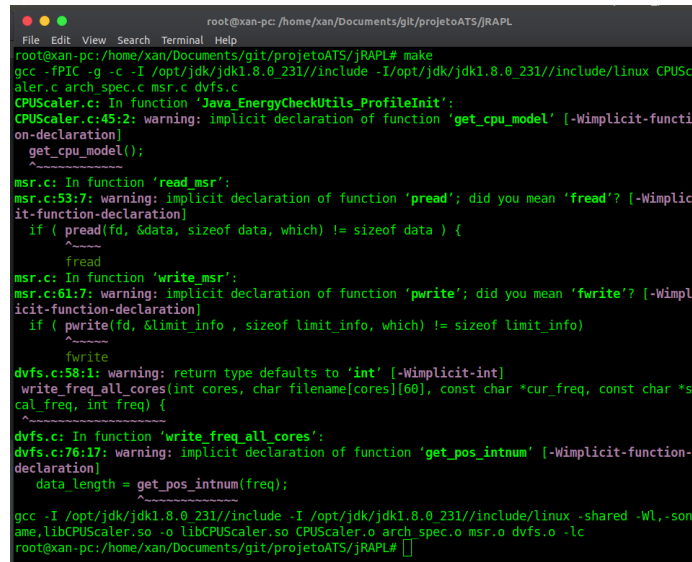 root@xan-pc: /home/xan/Documents/git/projetoATS/jRAPL
File Edit View Search Terminal Help
root@xan-pc:/home/xan/Documents/git/projetoATS/jRAPL# make
gcc -fPIC -g -c -I /opt/jdk/jdk1.8.0_231//include -I/opt/jdk/jdk1.8.0_231//include/linux CPUSc
aler.c arch_spec.c msr.c dvfs.c
CPUScaler.c: In function ‘Java_EnergyCheckUtils_ProfileInit’:
CPUScaler.c:45:2: warning: implicit declaration of function ‘get_cpu_model’ [-Wimplicit-functi
on-declaration]
  get_cpu_model();
  ^~~~~~~~~~~~~
msr.c: In function ‘read_msr’:
msr.c:53:7: warning: implicit declaration of function ‘pread’; did you mean ‘fread’? [-Wimplic
it-function-declaration]
  if ( pread(fd, &data, sizeof data, which) != sizeof data ) {
       ^~~~~
       fread
msr.c: In function ‘write_msr’:
msr.c:61:7: warning: implicit declaration of function ‘pwrite’; did you mean ‘fwrite’? [-Wimpl
icit-function-declaration]
  if ( pwrite(fd, &limit_info , sizeof limit_info, which) != sizeof limit_info)
       ^~~~~~
       fwrite
dvfs.c:58:1: warning: return type defaults to ‘int’ [-Wimplicit-int]
 write_freq_all_cores(int cores, char filename[cores][60], const char *cur_freq, const char *s
cal_freq, int freq) {
 ^~~~~~~~~~~~~~~~~~~~
dvfs.c: In function ‘write_freq_all_cores’:
dvfs.c:76:17: warning: implicit declaration of function ‘get_pos_intnum’ [-Wimplicit-function-
declaration]
   data_length = get_pos_intnum(freq);
                 ^~~~~~~~~~~~~~
gcc -I /opt/jdk/jdk1.8.0_231//include -I /opt/jdk/jdk1.8.0_231//include/linux -shared -Wl,-son
ame,libCPUScaler.so -o libCPUScaler.so CPUScaler.o arch_spec.o msr.o dvfs.o -lc
root@xan-pc:/home/xan/Documents/git/projetoATS/jRAPL#